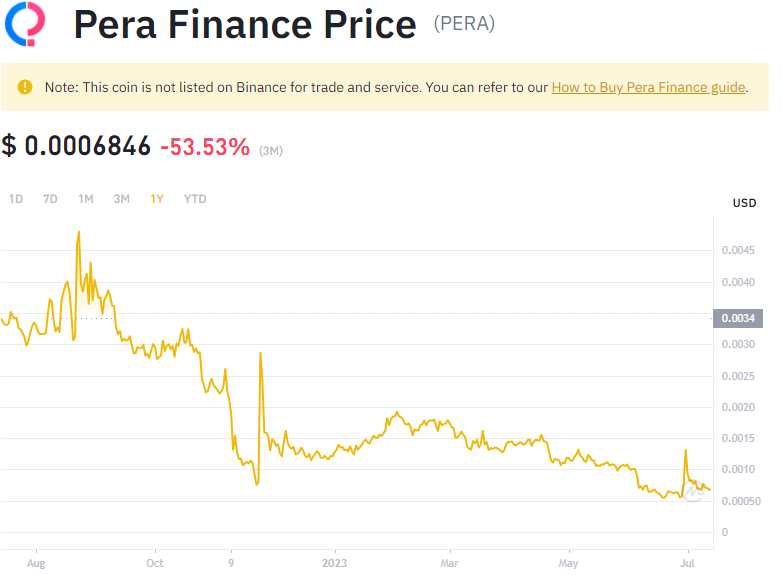 Pera Finance Price (PERA)
Note: This coin is not listed on Binance for trade and service. You can refer to our How to Buy Pera Finance guide.
$ 0.0006846 -53.53% (3M)
1D 7D 1M 3M 1Y YTD
USD
0.0045
0.0040
0.0034
0.0030
0.0025
0.0020
0.0015
0.0010
0.00050
0
Aug Oct 9 2023 Mar May Jul